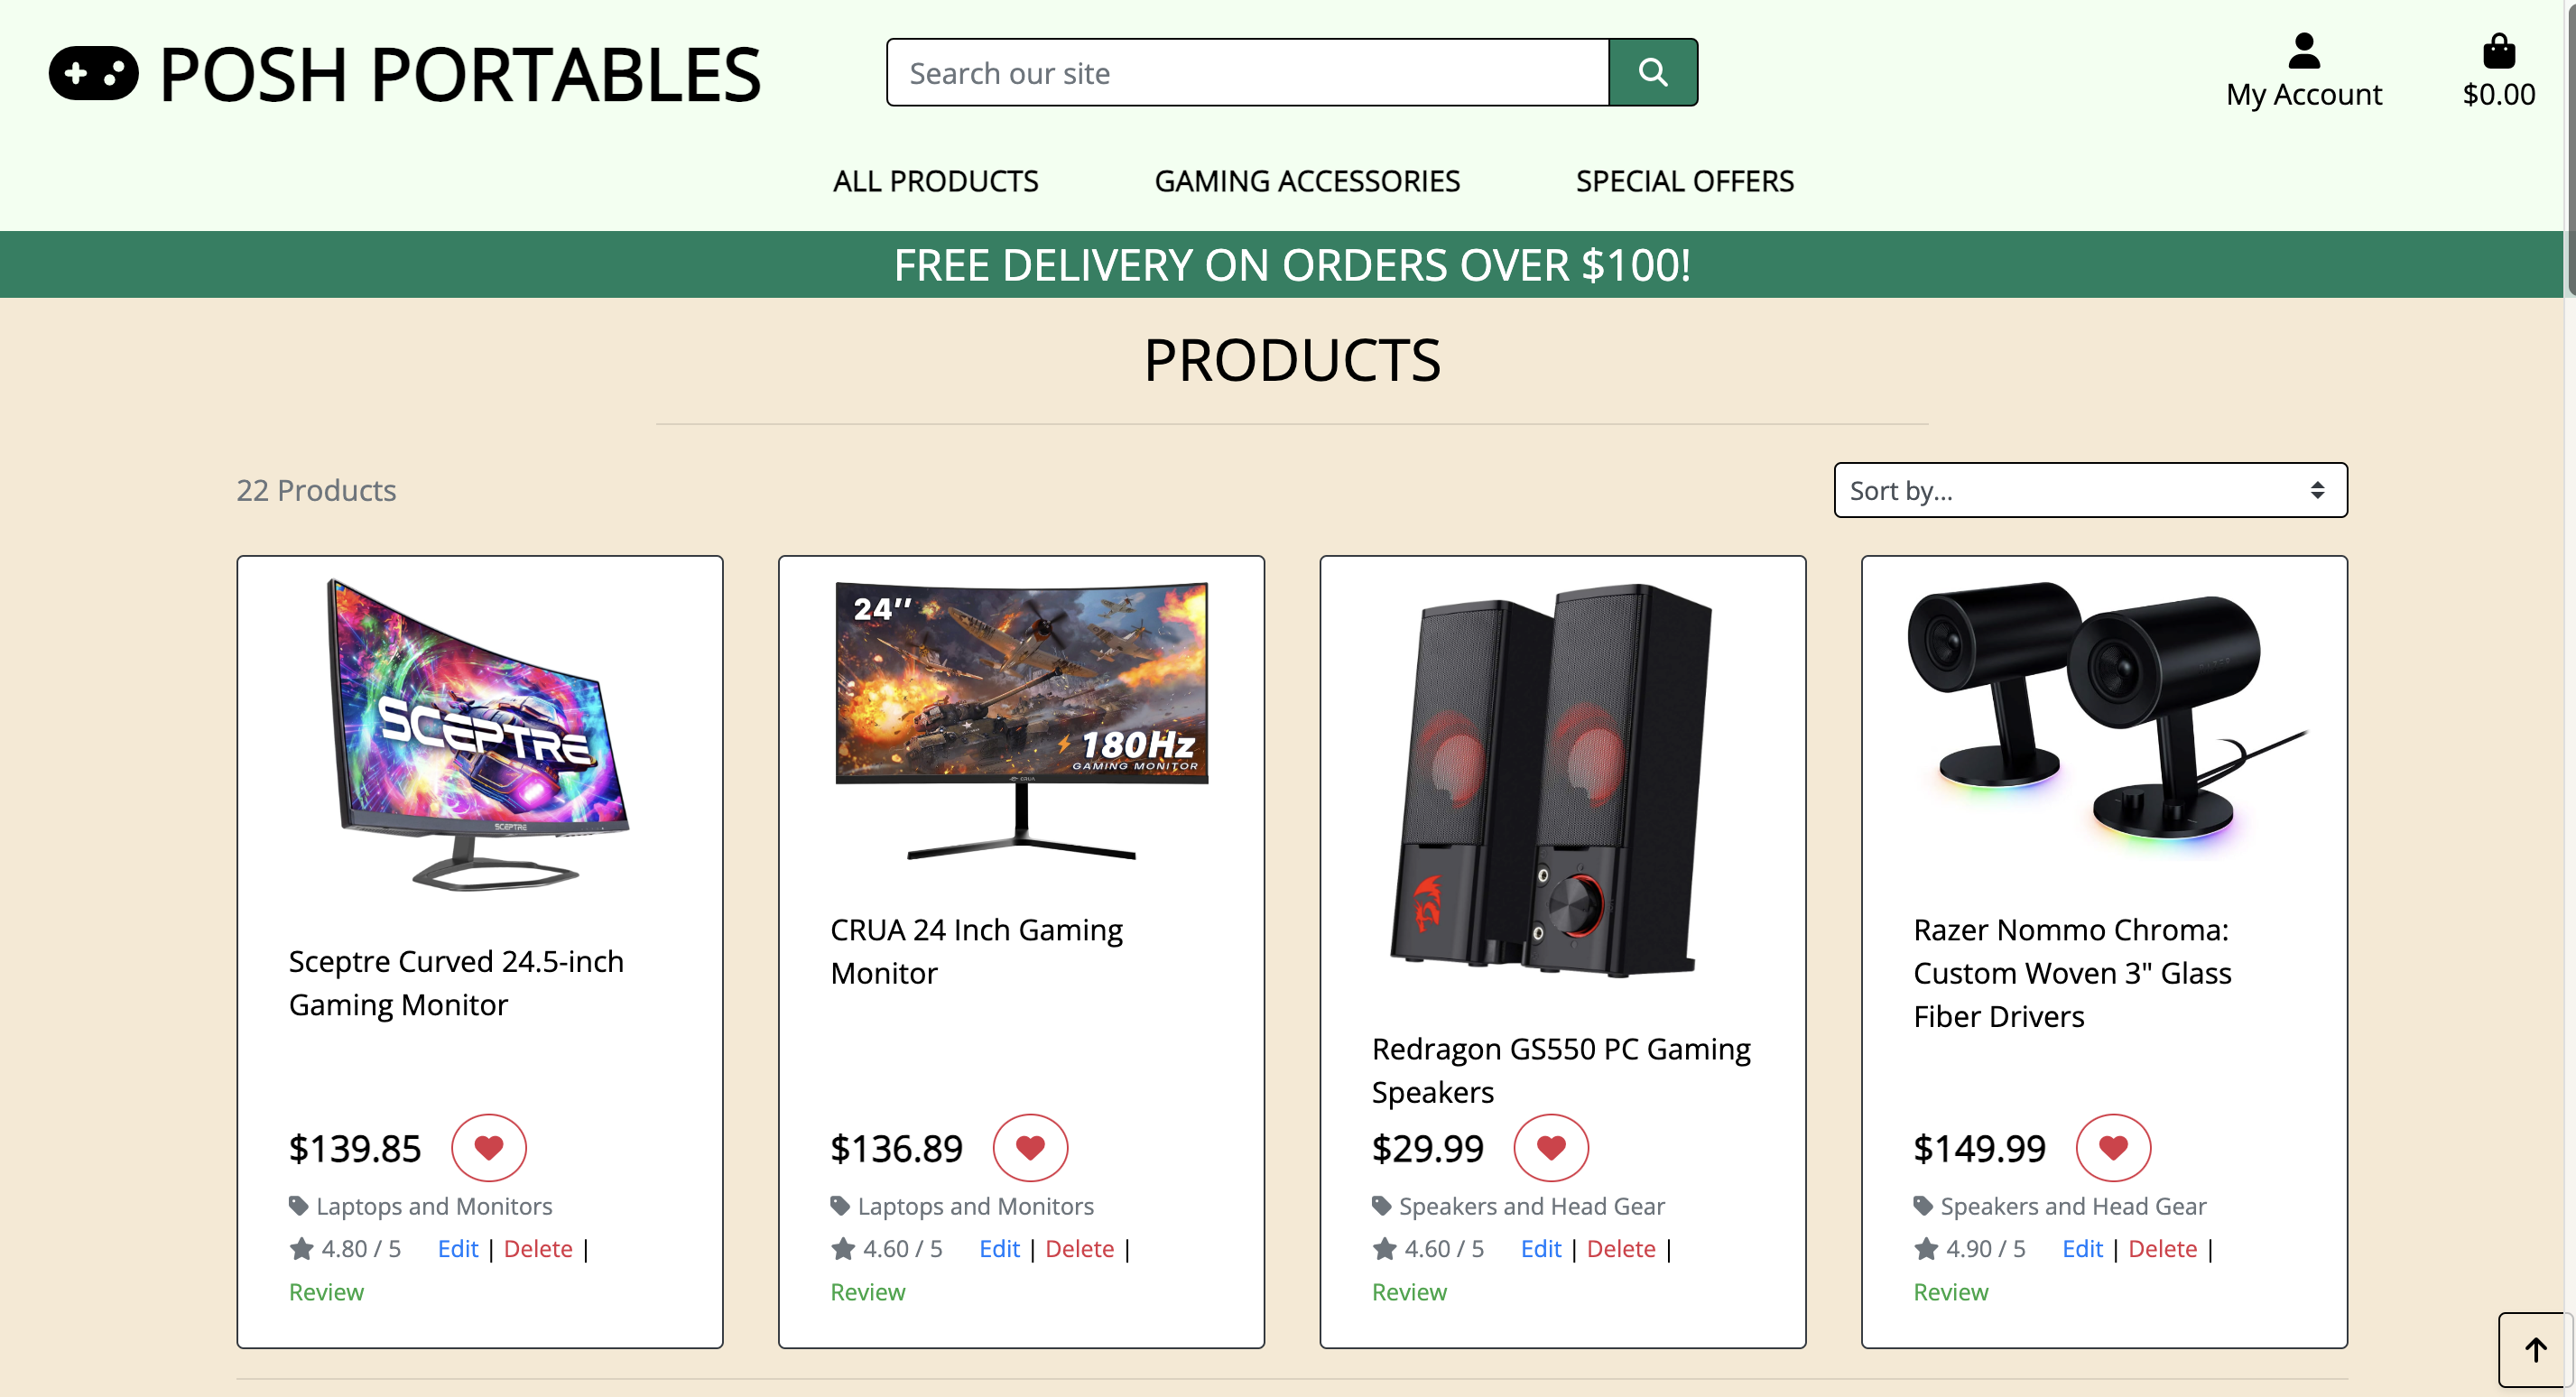 POSH PORTABLES
Search our site
My Account
$0.00
ALL PRODUCTS
GAMING ACCESSORIES
SPECIAL OFFERS
FREE DELIVERY ON ORDERS OVER $100!
PRODUCTS
22 Products
Sort by...
SCEPTRE
SCEPTRE
Sceptre Curved 24.5-inch
Gaming Monitor
$139.85
Laptops and Monitors
4.80 / 5 Edit | Delete |
Review
24″
180Hz
GAMING MONITOR
CRUA
CRUA 24 Inch Gaming
Monitor
$136.89
Laptops and Monitors
4.60 / 5 Edit | Delete |
Review
Redragon GS550 PC Gaming
Speakers
$29.99
Speakers and Head Gear
4.60 / 5 Edit | Delete |
Review
Razer Nommo Chroma:
Custom Woven 3" Glass
Fiber Drivers
$149.99
Speakers and Head Gear
4.90 / 5 Edit | Delete |
Review